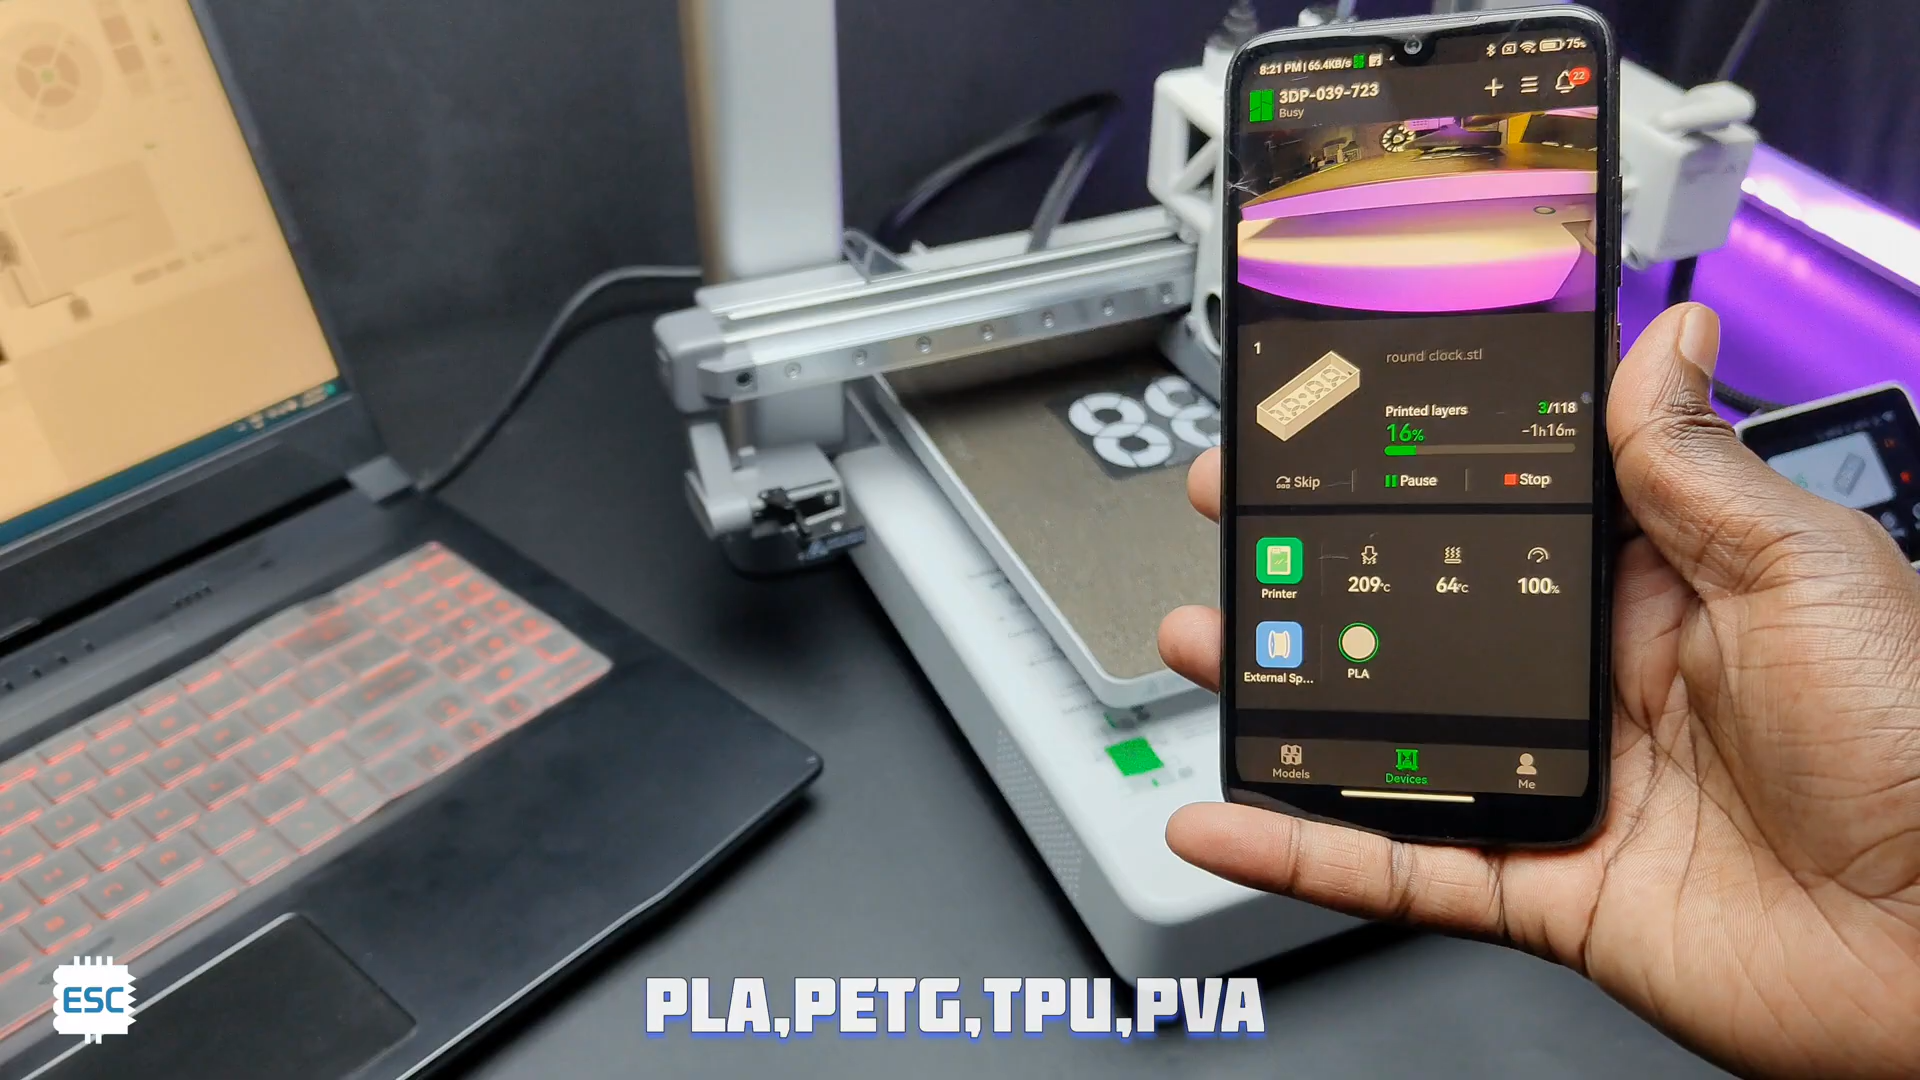 8:21 PM | 66.4KB/s
75%
3DP-039-723
Busy
22
1
round clock.stl
Printed layers 3/118
16% -1h16m
Skip Pause Stop
Printer 209°C 64°C 100%
External Sp... PLA
Models Devices Me
ESC
PLA,PETG,TPU,PVA